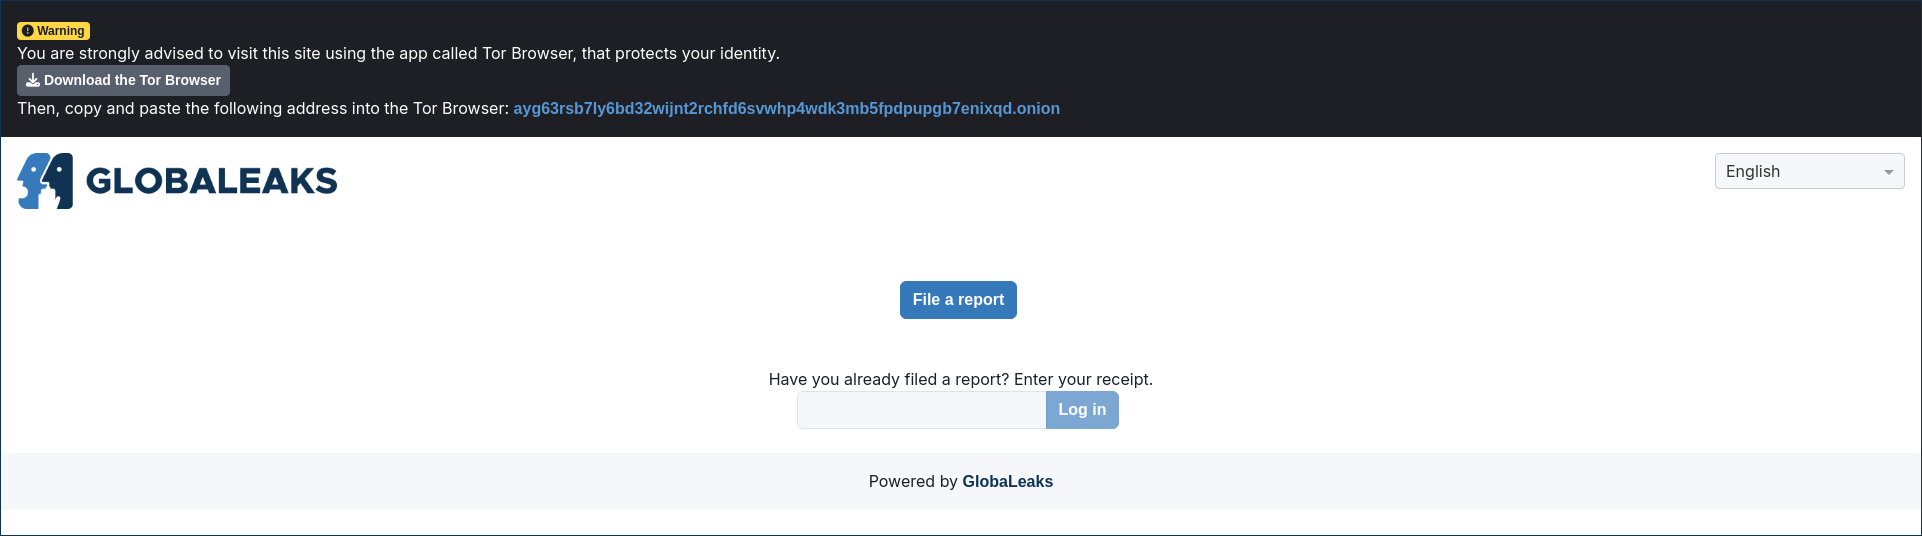 Warning
You are strongly advised to visit this site using the app called Tor Browser, that protects your identity.
Download the Tor Browser
Then, copy and paste the following address into the Tor Browser: ayg63rsb7ly6bd32wijnt2rchfd6svwhp4wdk3mb5fpdpupgb7enixqd.onion
GLOBALEAKS
English
File a report
Have you already filed a report? Enter your receipt.
Log in
Powered by GlobaLeaks